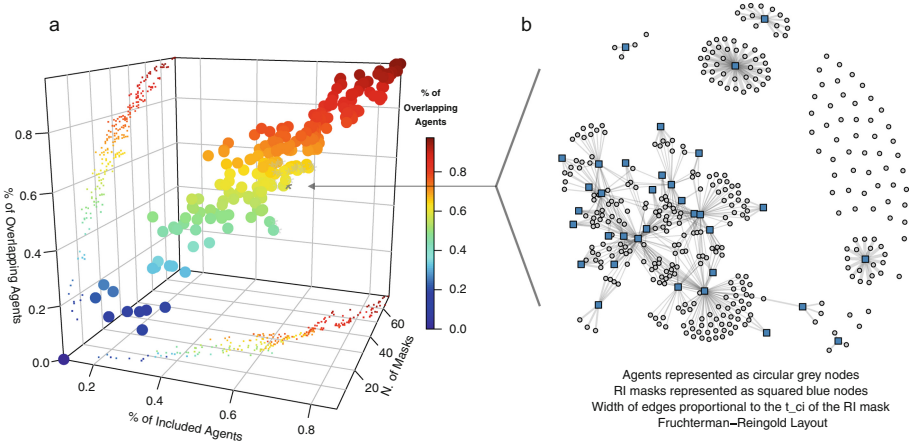 a
b
% of
Overlapping
Agents
0.8
0.6
0.4
0.2
0.0
% of Overlapping Agents
0.8
0.6
0.4
0.2
0.0
0.2
0.4
0.6
0.8
% of Included Agents
20
40
60
N. of Masks
Agents represented as circular grey nodes
RI masks represented as squared blue nodes
Width of edges proportional to the t_ci of the RI mask
Fruchterman−Reingold Layout